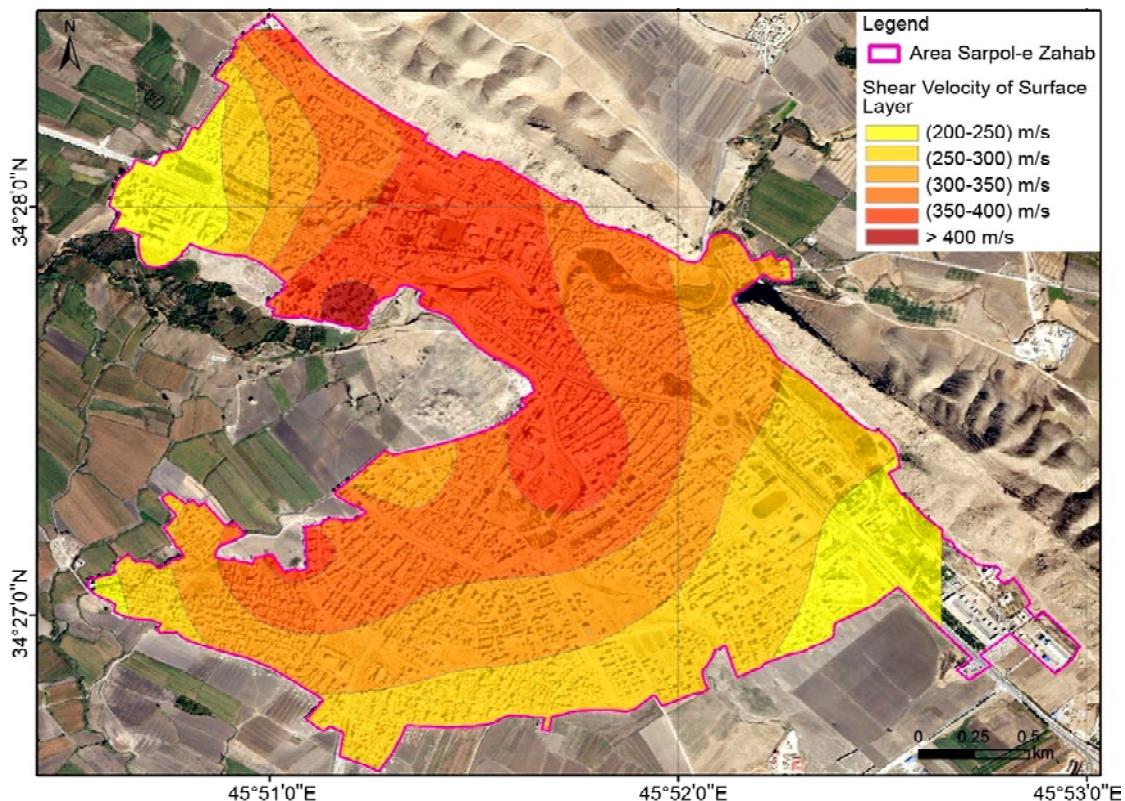 N
Legend
Area Sarpol-e Zahab
Shear Velocity of Surface
Layer
(200-250) m/s
(250-300) m/s
(300-350) m/s
(350-400) m/s
> 400 m/s
34°28'0"N
34°27'0"N
0 0.25 0.5
km
45°51'0"E 45°52'0"E 45°53'0"E